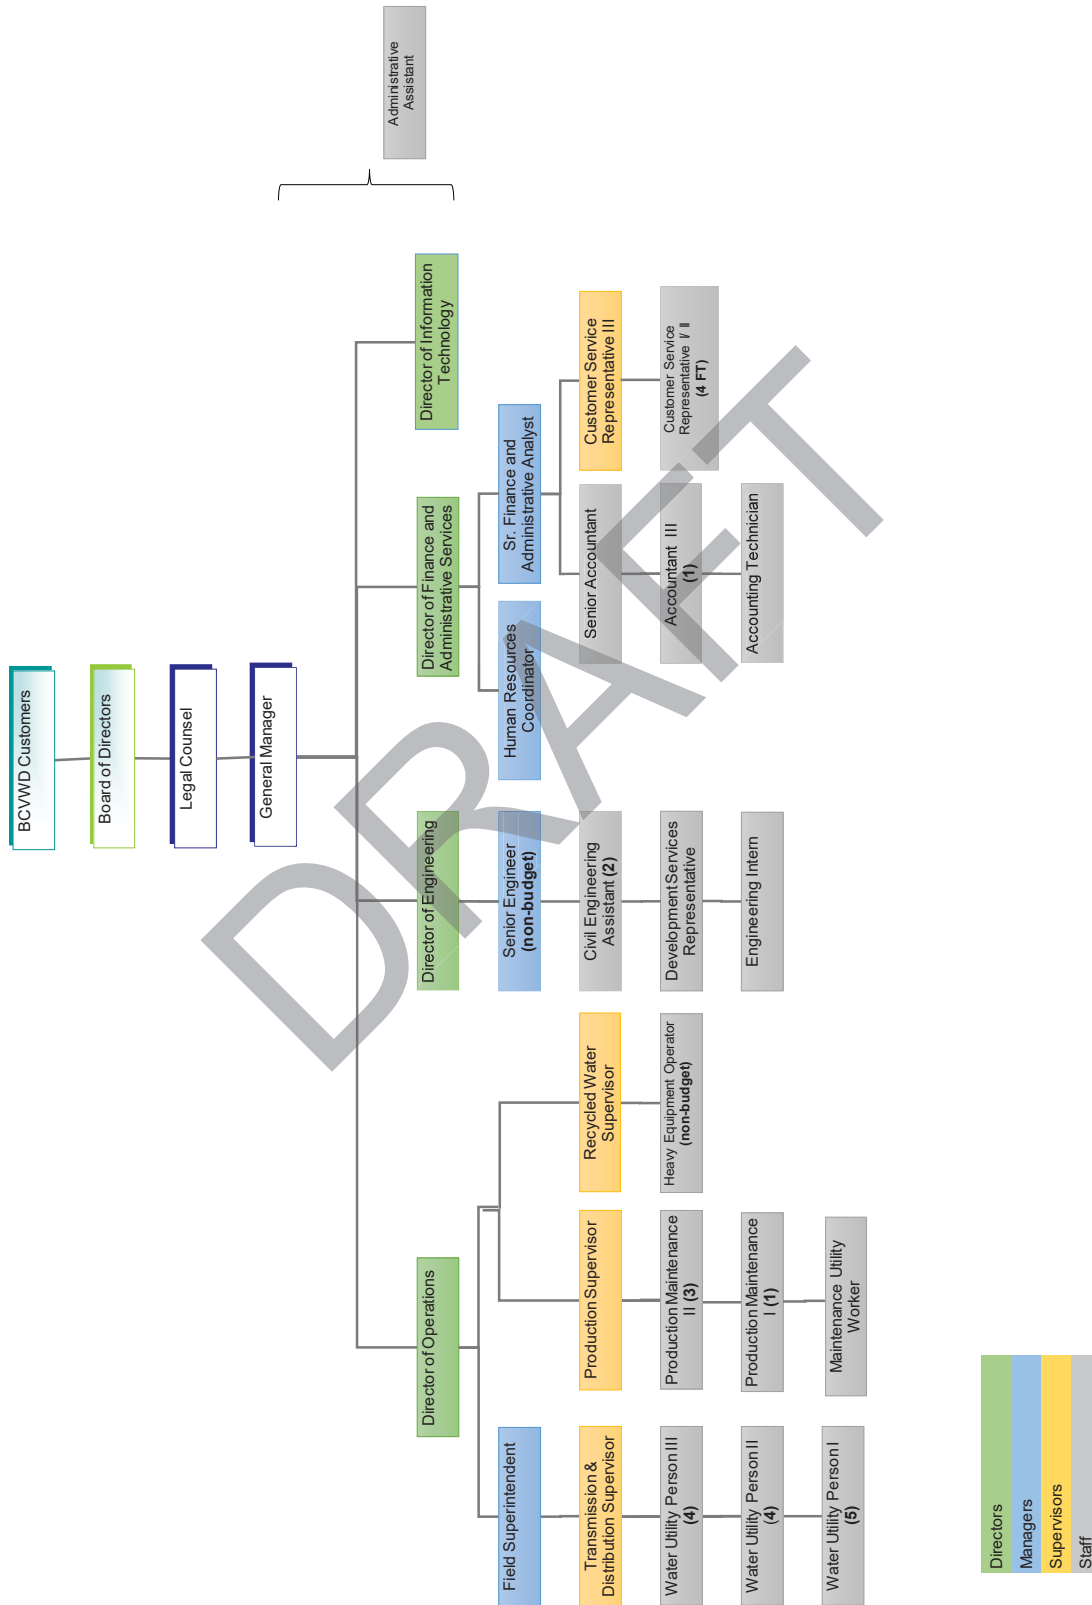 BCVWD Customers
Board of Directors
Legal Counsel
General Manager
Administrative
Assistant
Director of Operations
Director of Engineering
Director of Finance and
Administrative Services
Director of Information
Technology
Field Superintendent
Senior Engineer
(non-budget)
Human Resources
Coordinator
Sr. Finance and
Administrative Analyst
Transmission &
Distribution Supervisor
Production Supervisor
Recycled Water
Supervisor
Civil Engineering
Assistant (2)
Senior Accountant
Customer Service
Representative III
Water Utility Person III
(4)
Production Maintenance
II (3)
Heavy Equipment Operator
(non-budget)
Development Services
Representative
Accountant III
(1)
Customer Service
Representative I/ II
(4 FT)
Water Utility Person II
(4)
Production Maintenance
I (1)
Engineering Intern
Accounting Technician
Water Utility Person I
(5)
Maintenance Utility
Worker
Directors
Managers
Supervisors
Staff
DRAFT